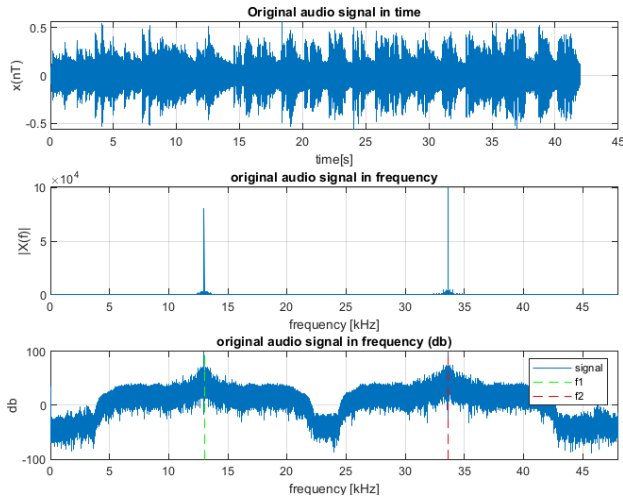 Original audio signal in time
0.5
0
-0.5
x(nT)
0 5 10 15 20 25 30 35 40 45
time[s]
original audio signal in frequency
×10⁴
10
5
0
|X(f)|
0 5 10 15 20 25 30 35 40 45
frequency [kHz]
original audio signal in frequency (db)
100
0
-100
db
signal
f1
f2
0 5 10 15 20 25 30 35 40 45
frequency [kHz]